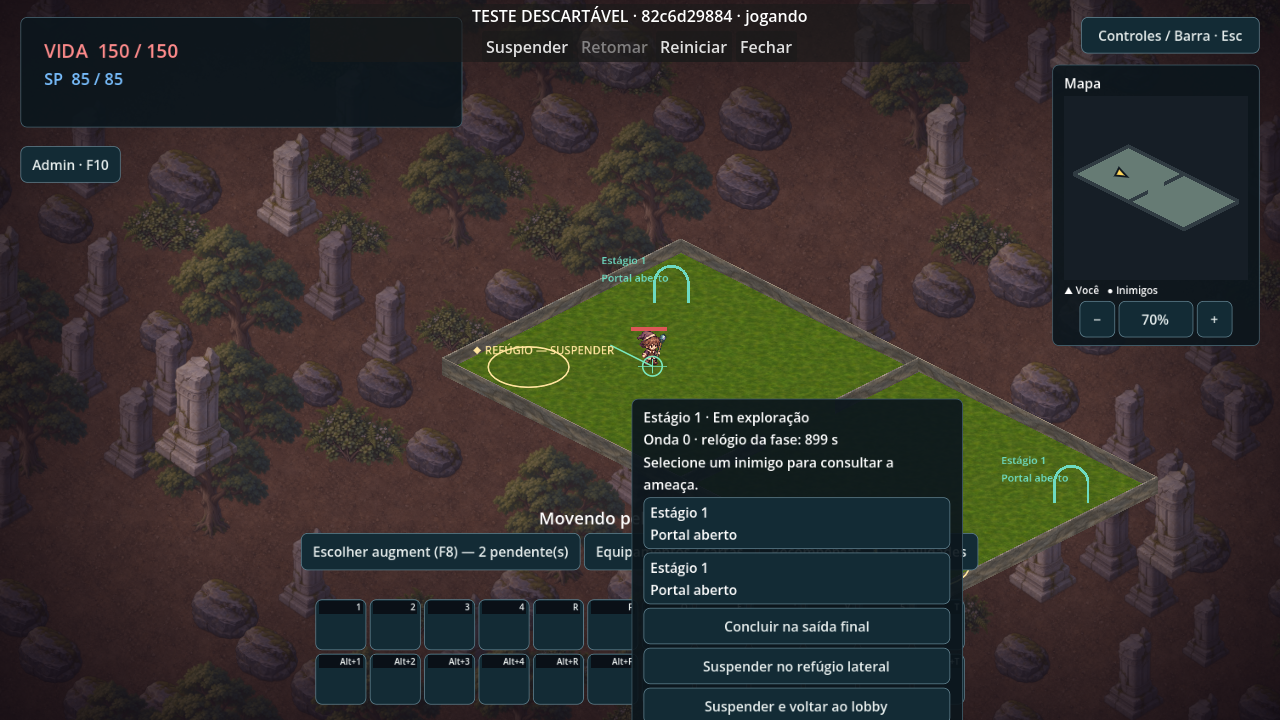 TESTE DESCARTÁVEL · 82c6d29884 · jogando
Suspender Retomar Reiniciar Fechar
VIDA 150 / 150
SP 85 / 85
Admin · F10
Controles / Barra · Esc
Mapa
▲ Você ● Inimigos
− 70% +
Estágio 1
Portal aberto
◆ REFÚGIO — SUSPENDER
Estágio 1
Portal aberto
Estágio 1 · Em exploração
Onda 0 · relógio da fase: 899 s
Selecione um inimigo para consultar a
ameaça.
Estágio 1
Portal aberto
Estágio 1
Portal aberto
Concluir na saída final
Suspender no refúgio lateral
Suspender e voltar ao lobby
Movendo
Escolher augment (F8) — 2 pendente(s)
1 2 3 4 R
Alt+1 Alt+2 Alt+3 Alt+4 Alt+R